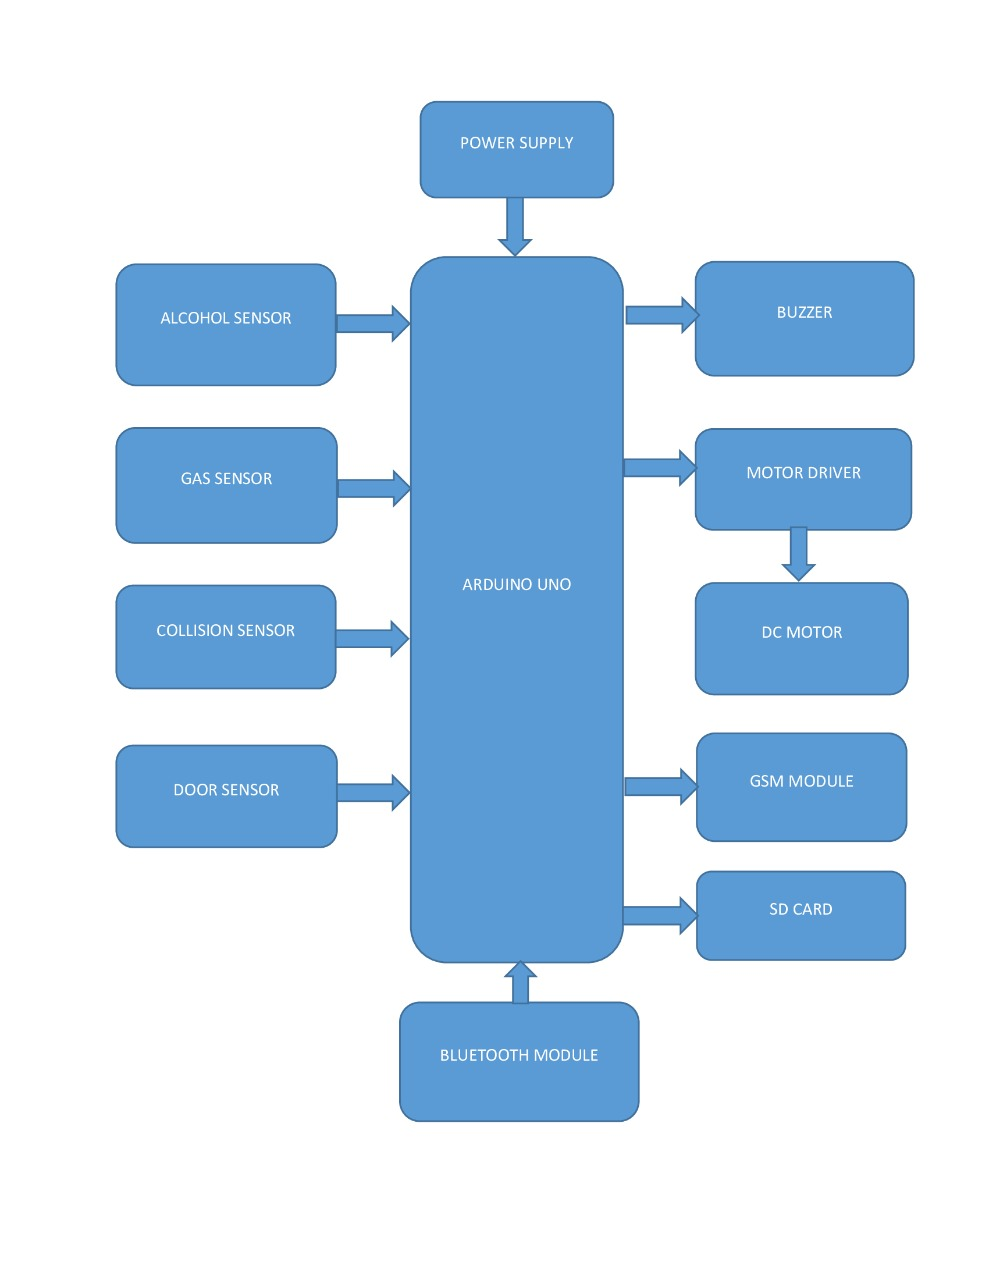 POWER SUPPLY
ALCOHOL SENSOR
BUZZER
GAS SENSOR
MOTOR DRIVER
ARDUINO UNO
COLLISION SENSOR
DC MOTOR
DOOR SENSOR
GSM MODULE
SD CARD
BLUETOOTH MODULE